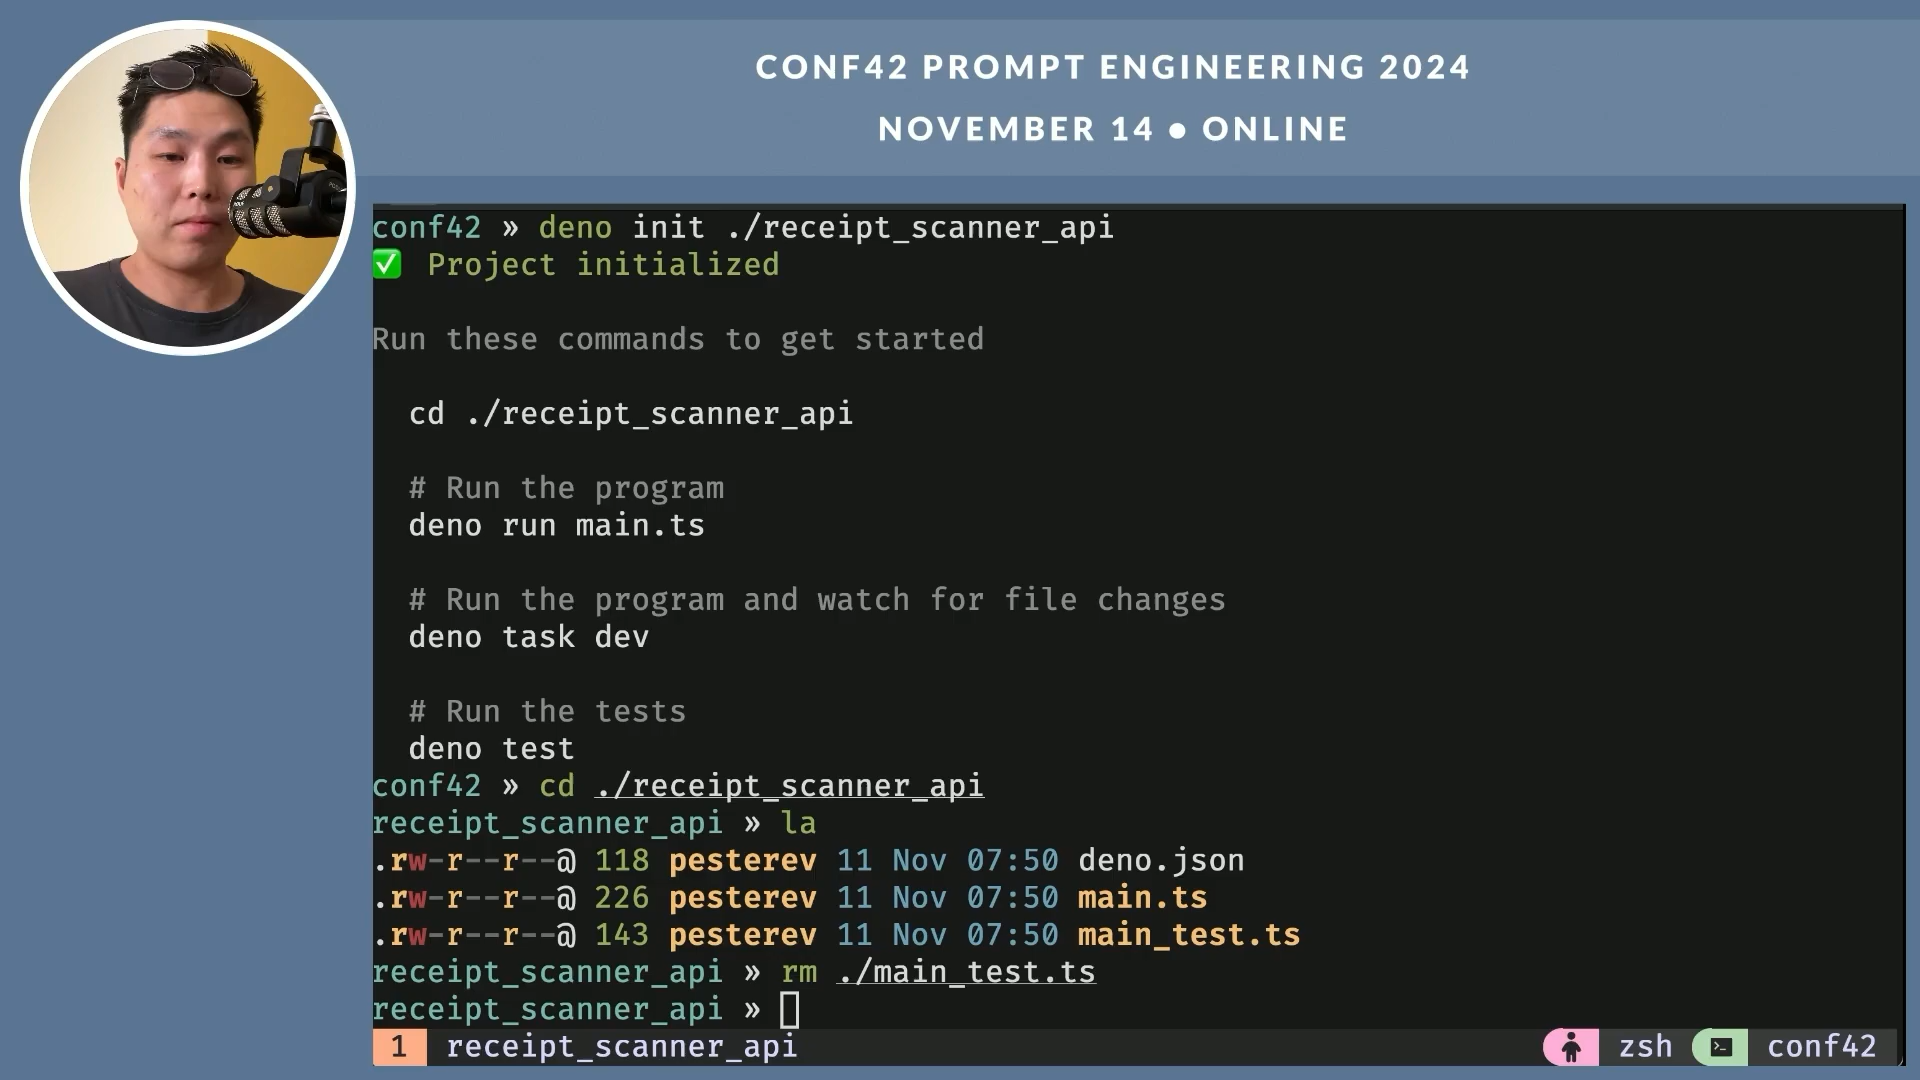 CONF42 PROMPT ENGINEERING 2024
NOVEMBER 14 ● ONLINE
conf42 » deno init ./receipt_scanner_api
✅ Project initialized
Run these commands to get started
cd ./receipt_scanner_api
# Run the program
deno run main.ts
# Run the program and watch for file changes
deno task dev
# Run the tests
deno test
conf42 » cd ./receipt_scanner_api
receipt_scanner_api » la
.rw-r--r--@ 118 pesterev 11 Nov 07:50 deno.json
.rw-r--r--@ 226 pesterev 11 Nov 07:50 main.ts
.rw-r--r--@ 143 pesterev 11 Nov 07:50 main_test.ts
receipt_scanner_api » rm ./main_test.ts
receipt_scanner_api »
1 receipt_scanner_api zsh conf42